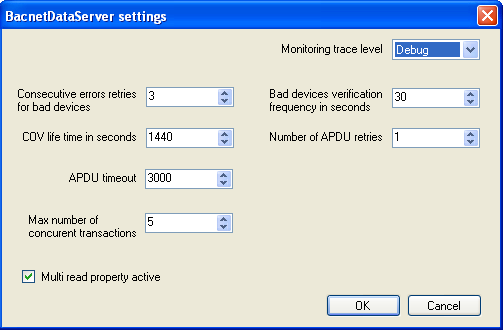 BacnetDataServer settings
Monitoring trace level Debug
Consecutive errors retries
for bad devices 3
Bad devices verification
frequency in seconds 30
COV life time in seconds 1440
Number of APDU retries 1
APDU timeout 3000
Max number of
concurent transactions 5
Multi read property active
OK Cancel